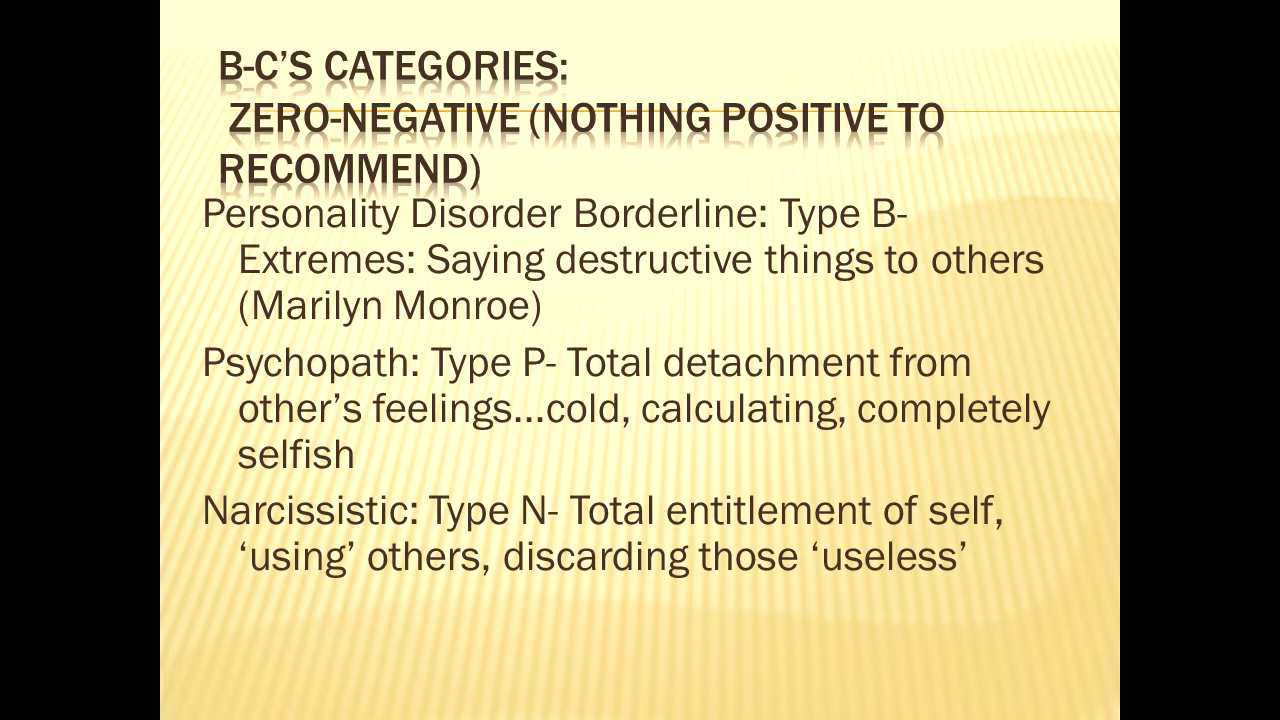 B-C’S CATEGORIES:
ZERO-NEGATIVE (NOTHING POSITIVE TO
RECOMMEND)
Personality Disorder Borderline: Type B-
Extremes: Saying destructive things to others
(Marilyn Monroe)
Psychopath: Type P- Total detachment from
other’s feelings…cold, calculating, completely
selfish
Narcissistic: Type N- Total entitlement of self,
‘using’ others, discarding those ‘useless’